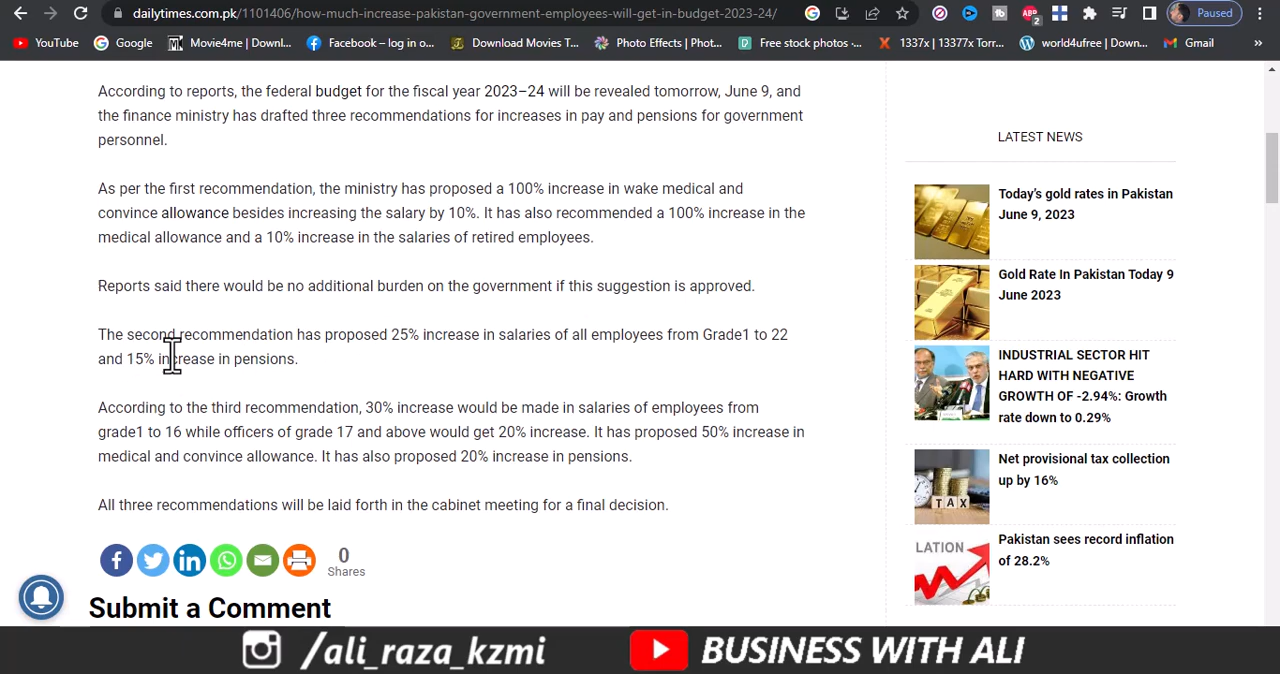 dailytimes.com.pk/1101406/how-much-increase-pakistan-government-employees-will-get-in-budget-2023-24/
Paused
YouTube
Google
Movie4me | Downl...
Facebook – log in o...
Download Movies T...
Photo Effects | Phot...
Free stock photos ·...
1337x | 13377x Torr...
world4ufree | Down...
Gmail
»
According to reports, the federal budget for the fiscal year 2023–24 will be revealed tomorrow, June 9, and
the finance ministry has drafted three recommendations for increases in pay and pensions for government
personnel.
As per the first recommendation, the ministry has proposed a 100% increase in wake medical and
convince allowance besides increasing the salary by 10%. It has also recommended a 100% increase in the
medical allowance and a 10% increase in the salaries of retired employees.
Reports said there would be no additional burden on the government if this suggestion is approved.
The second recommendation has proposed 25% increase in salaries of all employees from Grade1 to 22
and 15% increase in pensions.
According to the third recommendation, 30% increase would be made in salaries of employees from
grade1 to 16 while officers of grade 17 and above would get 20% increase. It has proposed 50% increase in
medical and convince allowance. It has also proposed 20% increase in pensions.
All three recommendations will be laid forth in the cabinet meeting for a final decision.
0
Shares
Submit a Comment
LATEST NEWS
Today's gold rates in Pakistan
June 9, 2023
Gold Rate In Pakistan Today 9
June 2023
INDUSTRIAL SECTOR HIT
HARD WITH NEGATIVE
GROWTH OF -2.94%: Growth
rate down to 0.29%
TAX
Net provisional tax collection
up by 16%
LATION
Pakistan sees record inflation
of 28.2%
/ali_raza_kzmi
BUSINESS WITH ALI